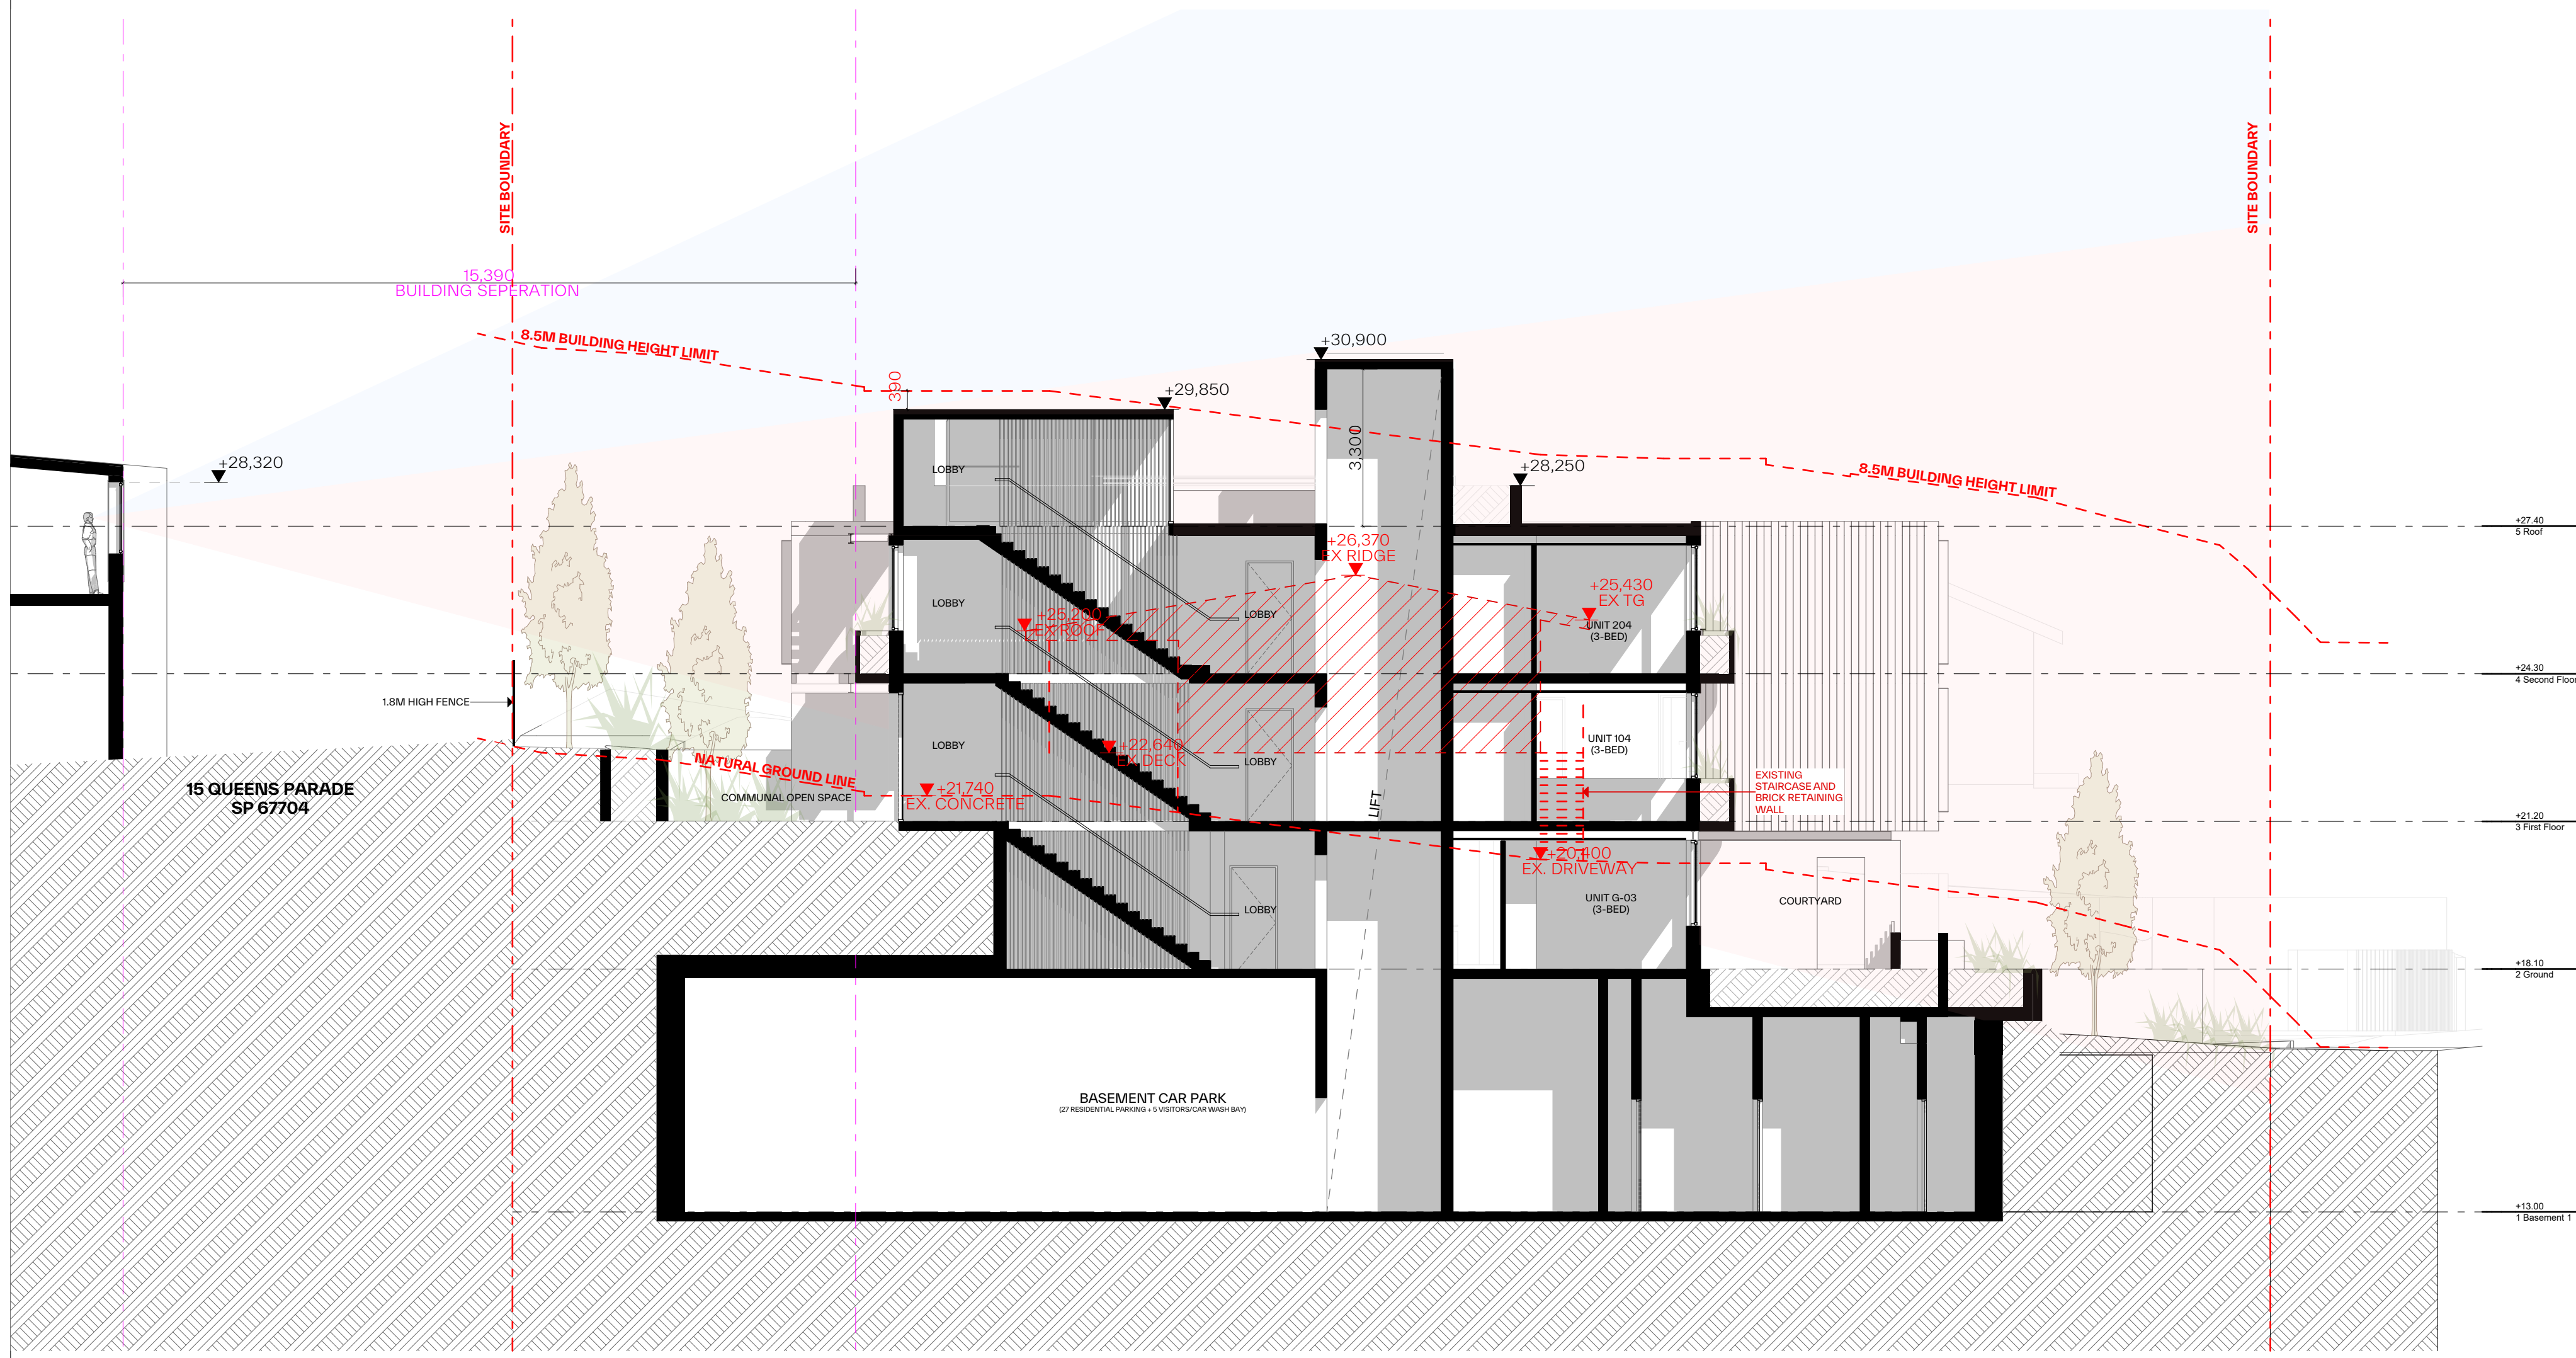 SITE BOUNDARY
SITE BOUNDARY
15,390
BUILDING SEPERATION
8.5M BUILDING HEIGHT LIMIT
+30,900
390
+29,850
+28,320
LOBBY
3,300
+28,250
8.5M BUILDING HEIGHT LIMIT
+27.40
5 Roof
+26,370
EX RIDGE
+25,430
EX TG
LOBBY
+25,200
EX ROOF
LOBBY
UNIT 204
(3-BED)
+24.30
4 Second Floor
1.8M HIGH FENCE
LOBBY
+22,640
EX DECK
LOBBY
UNIT 104
(3-BED)
NATURAL GROUND LINE
15 QUEENS PARADE
SP 67704
COMMUNAL OPEN SPACE
+21,740
EX. CONCRETE
LIFT
EXISTING
STAIRCASE AND
BRICK RETAINING
WALL
+21.20
3 First Floor
+20,400
EX. DRIVEWAY
LOBBY
UNIT G-03
(3-BED)
COURTYARD
+18.10
2 Ground
BASEMENT CAR PARK
(27 RESIDENTIAL PARKING + 5 VISITORS/CAR WASH BAY)
+13.00
1 Basement 1